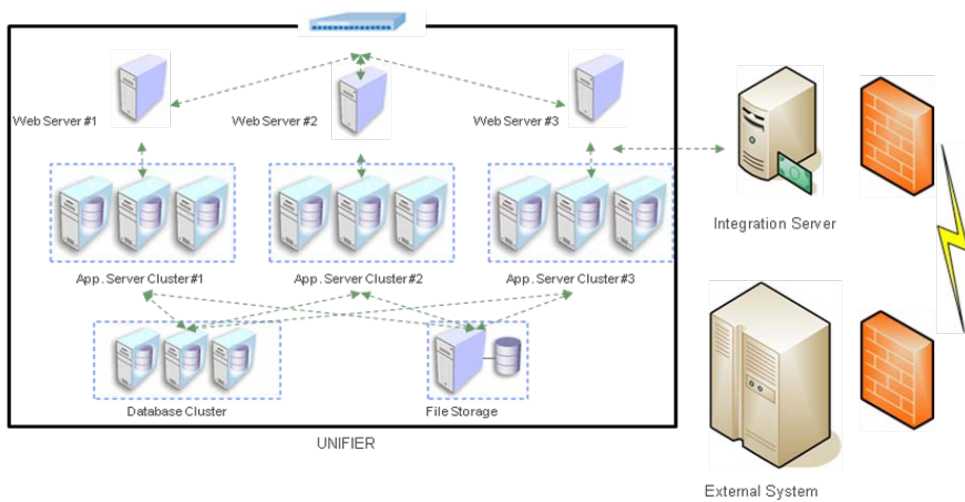 Web Server #1
Web Server #2
Web Server #3
Integration Server
App. Server Cluster#1
App. Server Cluster#2
App. Server Cluster#3
Database Cluster
File Storage
UNIFIER
External System